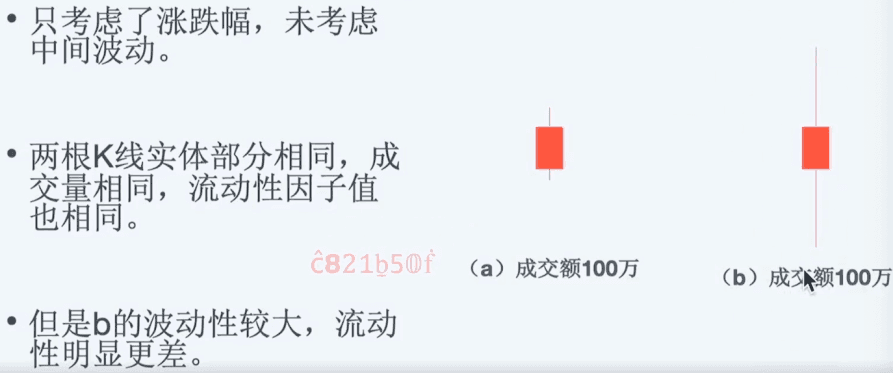 • 只考虑了涨跌幅，未考虑
中间波动。
• 两根K线实体部分相同，成
交量相同，流动性因子值
也相同。
ĉ821b̮50ḟ
（a）成交额100万
（b）成交额100万
• 但是b的波动性较大，流动
性明显更差。